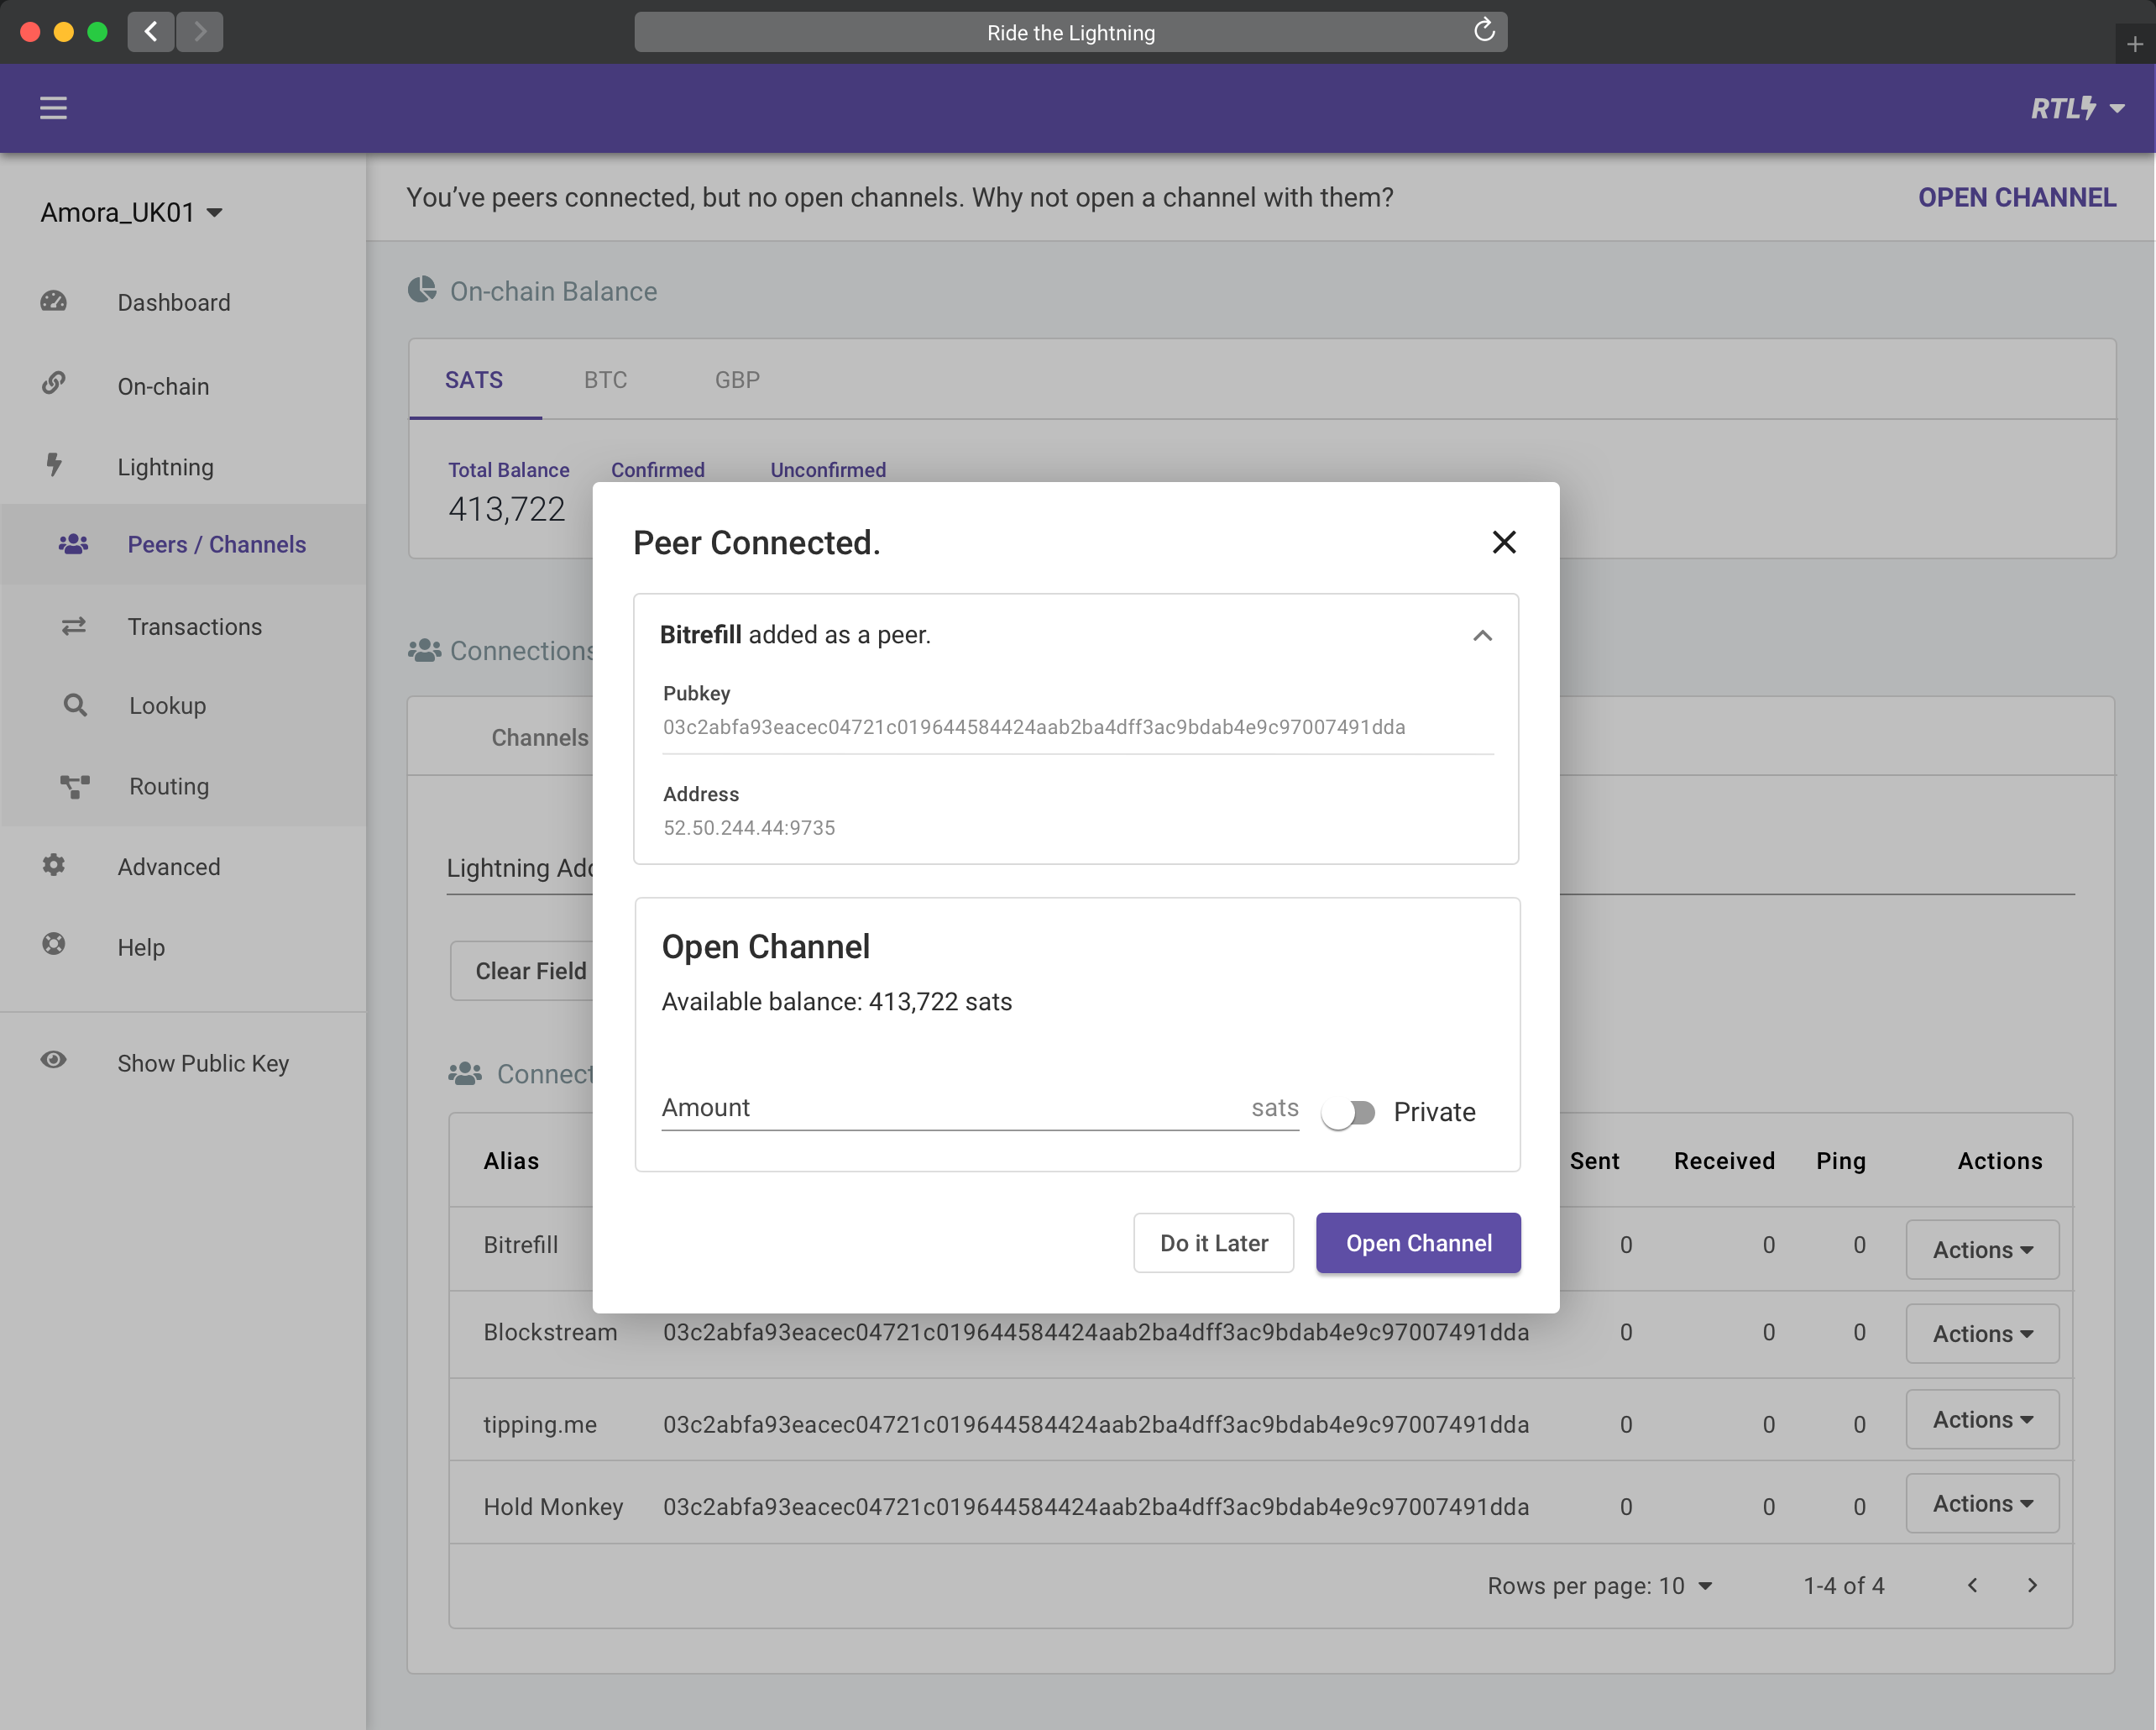 Ride the Lightning
RTL
Amora_UK01
Dashboard
On-chain
Lightning
Peers / Channels
Transactions
Lookup
Routing
Advanced
Help
Show Public Key
You’ve peers connected, but no open channels. Why not open a channel with them?
OPEN CHANNEL
On-chain Balance
SATS BTC GBP
Total Balance Confirmed Unconfirmed
413,722
Connections
Channels
Lightning Add
Clear Field
Connect
Peer Connected.
Bitrefill added as a peer.
Pubkey
03c2abfa93eacec04721c019644584424aab2ba4dff3ac9bdab4e9c97007491dda
Address
52.50.244.44:9735
Open Channel
Available balance: 413,722 sats
Amount sats Private
Do it Later Open Channel
Alias Sent Received Ping Actions
Bitrefill 0 0 0 Actions
Blockstream 03c2abfa93eacec04721c019644584424aab2ba4dff3ac9bdab4e9c97007491dda 0 0 0 Actions
tipping.me 03c2abfa93eacec04721c019644584424aab2ba4dff3ac9bdab4e9c97007491dda 0 0 0 Actions
Hold Monkey 03c2abfa93eacec04721c019644584424aab2ba4dff3ac9bdab4e9c97007491dda 0 0 0 Actions
Rows per page: 10 1-4 of 4